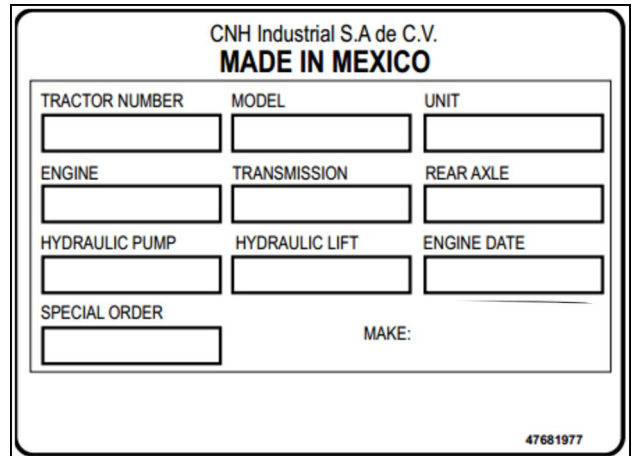 CNH Industrial S.A de C.V.
MADE IN MEXICO
TRACTOR NUMBER MODEL UNIT
ENGINE TRANSMISSION REAR AXLE
HYDRAULIC PUMP HYDRAULIC LIFT ENGINE DATE
SPECIAL ORDER MAKE:
47681977